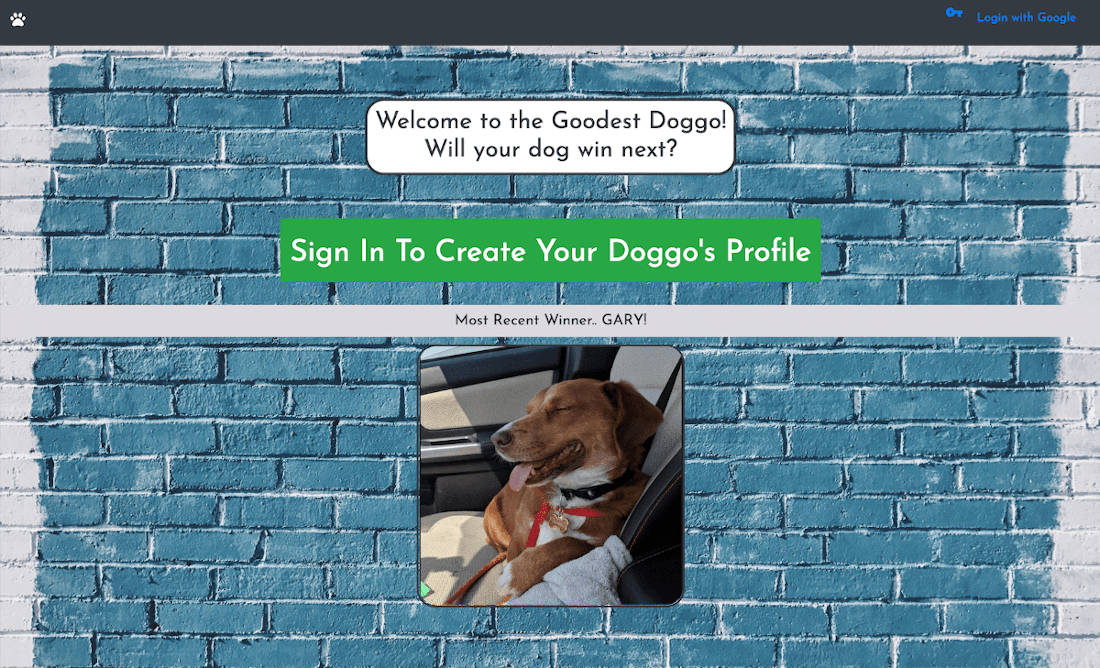 Login with Google
Welcome to the Goodest Doggo!
Will your dog win next?
Sign In To Create Your Doggo's Profile
Most Recent Winner.. GARY!